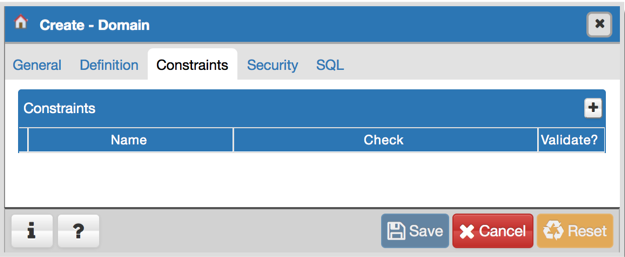 Create - Domain
General Definition Constraints Security SQL
Constraints
Name Check Validate?
i ? Save Cancel Reset